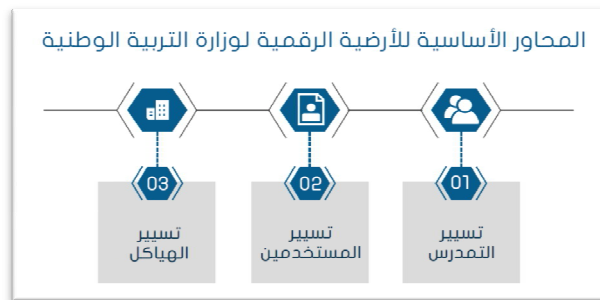 المحاور الأساسية للأرضية الرقمية لوزارة التربية الوطنية
01
تسيير
التمدرس
02
تسيير
المستخدمين
03
تسيير
الهياكل